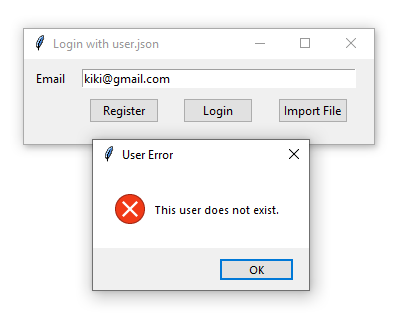 Login with user.json
Email kiki@gmail.com
Register Login Import File
User Error
This user does not exist.
OK